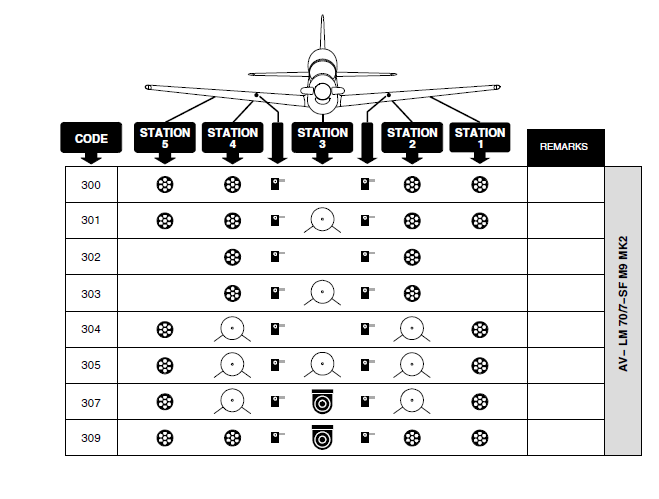 CODE
STATION 5
STATION 4
STATION 3
STATION 2
STATION 1
REMARKS
300
301
302
303
304
305
307
309
AV– LM 70/7–SF M9 MK2